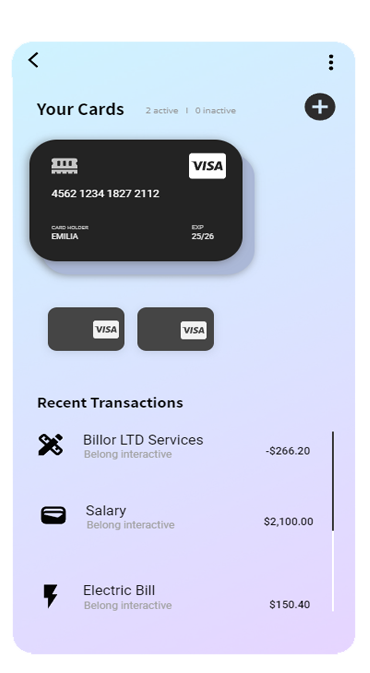 Your Cards 2 active | 0 inactive
VISA
4562 1234 1827 2112
CARD HOLDER EXP
EMILIA 25/26
VISA VISA
Recent Transactions
Billor LTD Services
Belong interactive -$266.20
Salary
Belong interactive $2,100.00
Electric Bill
Belong interactive $150.40